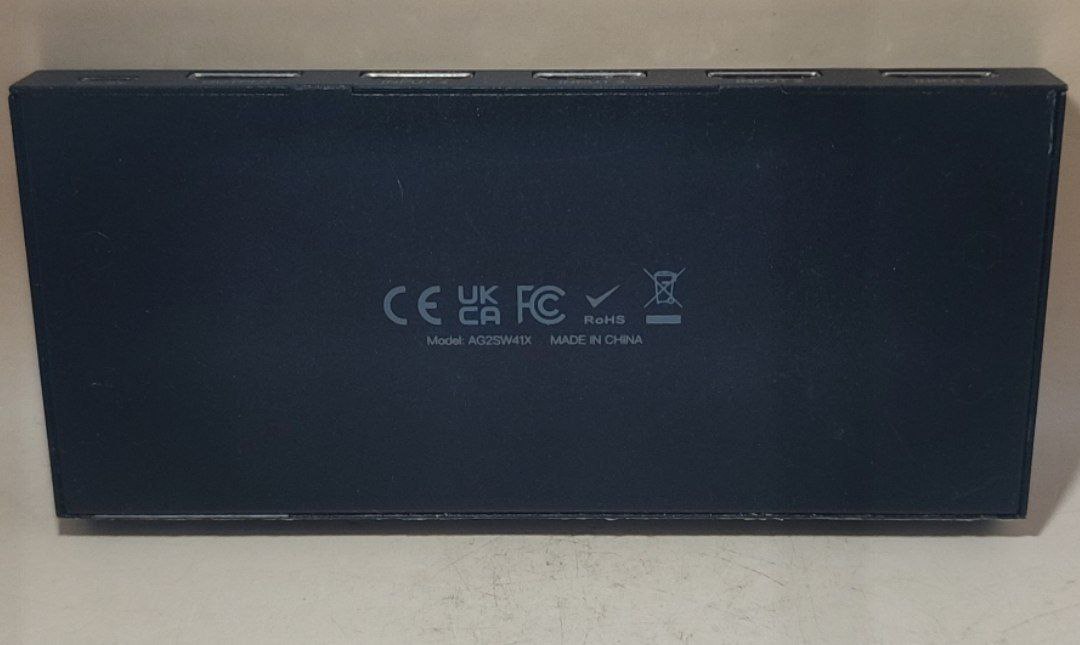 CE UK CA FC RoHS
Model: AG2SW41X MADE IN CHINA